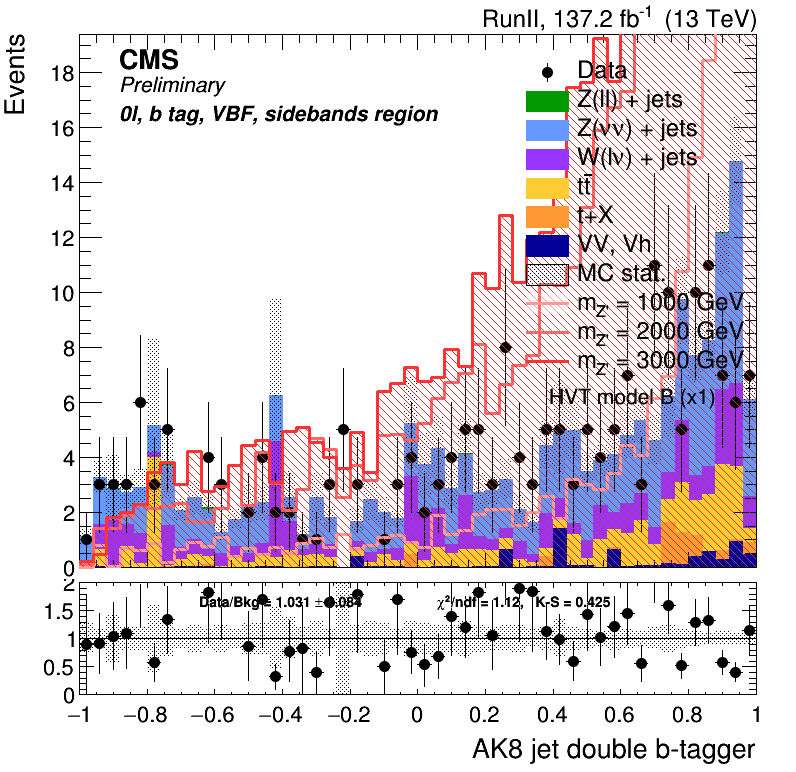 RunII, 137.2 fb⁻¹ (13 TeV)
Events
CMS
Preliminary
0l, b tag, VBF, sidebands region
Data
Z(ll) + jets
Z(νν) + jets
W(lν) + jets
tt̄
t+X
VV, Vh
MC stat.
m_Z' = 1000 GeV
m_Z' = 2000 GeV
m_Z' = 3000 GeV
HVT model B (x1)
18
16
14
12
10
8
6
4
2
0
Data/Bkg = 1.031 ± 0.084
χ²/ndf = 1.12, K-S = 0.425
2
1.5
1
0.5
0
−1 −0.8 −0.6 −0.4 −0.2 0 0.2 0.4 0.6 0.8 1
AK8 jet double b-tagger